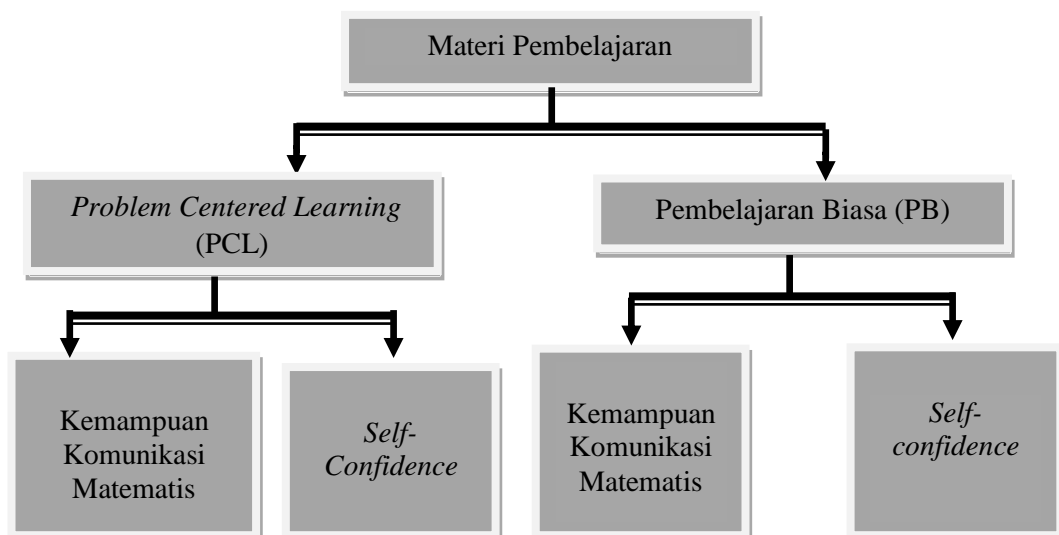 Materi Pembelajaran
Problem Centered Learning
(PCL)
Pembelajaran Biasa (PB)
Kemampuan
Komunikasi
Matematis
Self-
Confidence
Kemampuan
Komunikasi
Matematis
Self-
confidence